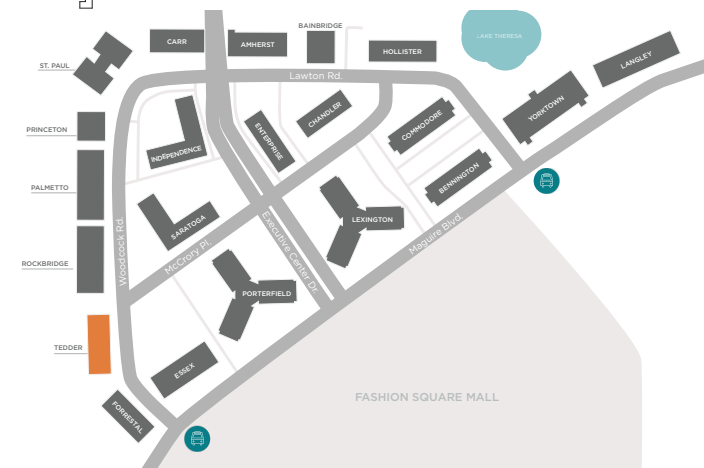 BAINBRIDGE
CARR
AMHERST
HOLLISTER
LAKE THERESA
LANGLEY
ST. PAUL
Lawton Rd.
YORKTOWN
CHANDLER
COMMODORE
PRINCETON
ENTERPRISE
INDEPENDENCE
BENNINGTON
PALMETTO
LEXINGTON
SARATOGA
Maguire Blvd.
Woodcock Rd.
McCrory Pl.
Executive Center Dr.
ROCKBRIDGE
PORTERFIELD
TEDDER
ESSEX
FASHION SQUARE MALL
FORRESTAL